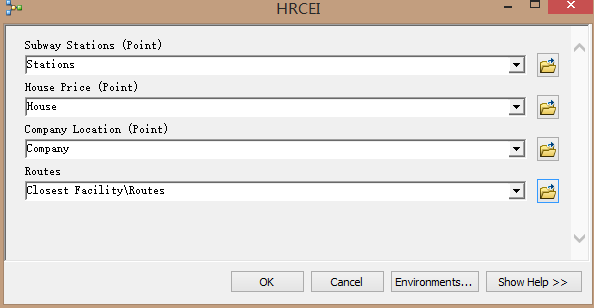 HRCEI
Subway Stations (Point)
Stations
House Price (Point)
House
Company Location (Point)
Company
Routes
Closest Facility\Routes
OK Cancel Environments... Show Help >>